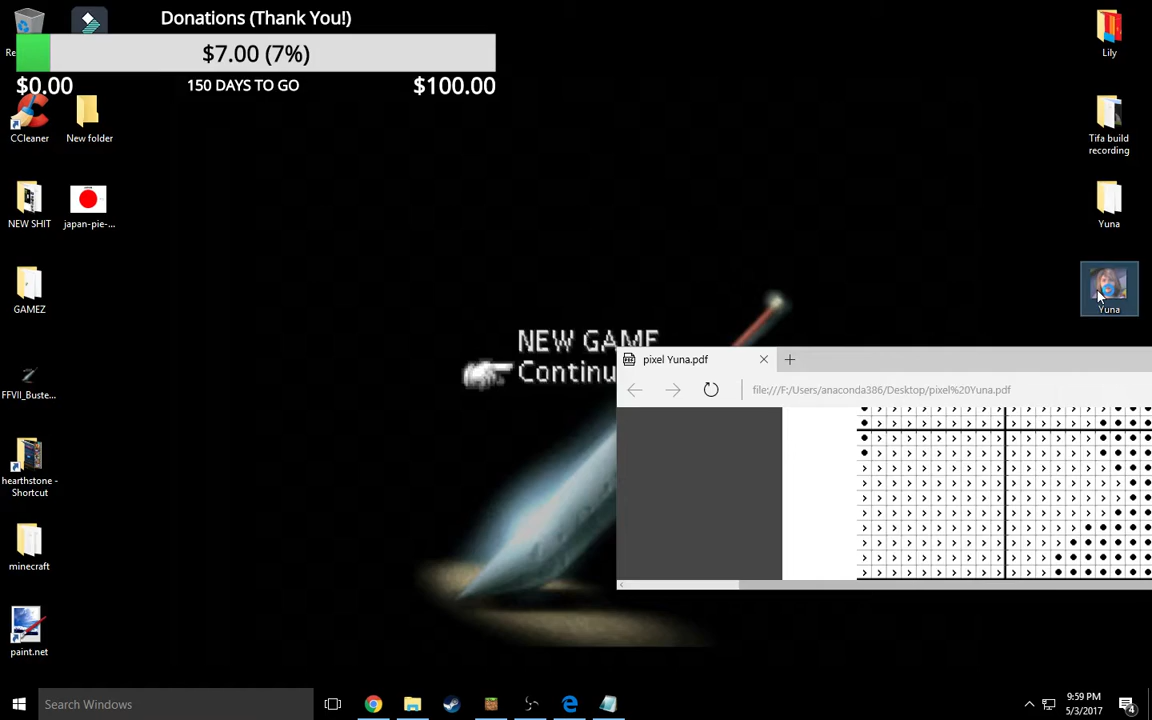 Donations (Thank You!)
$7.00 (7%)
$0.00
150 DAYS TO GO
$100.00
CCleaner
New folder
NEW SHIT
japan-pie-...
GAMEZ
FFVII_Buste...
hearthstone -
Shortcut
minecraft
paint.net
Lily
Tifa build
recording
Yuna
Yuna
NEW GAME
Continu
pixel Yuna.pdf
file:///F:/Users/anaconda386/Desktop/pixel%20Yuna.pdf
Search Windows
9:59 PM
5/3/2017
4